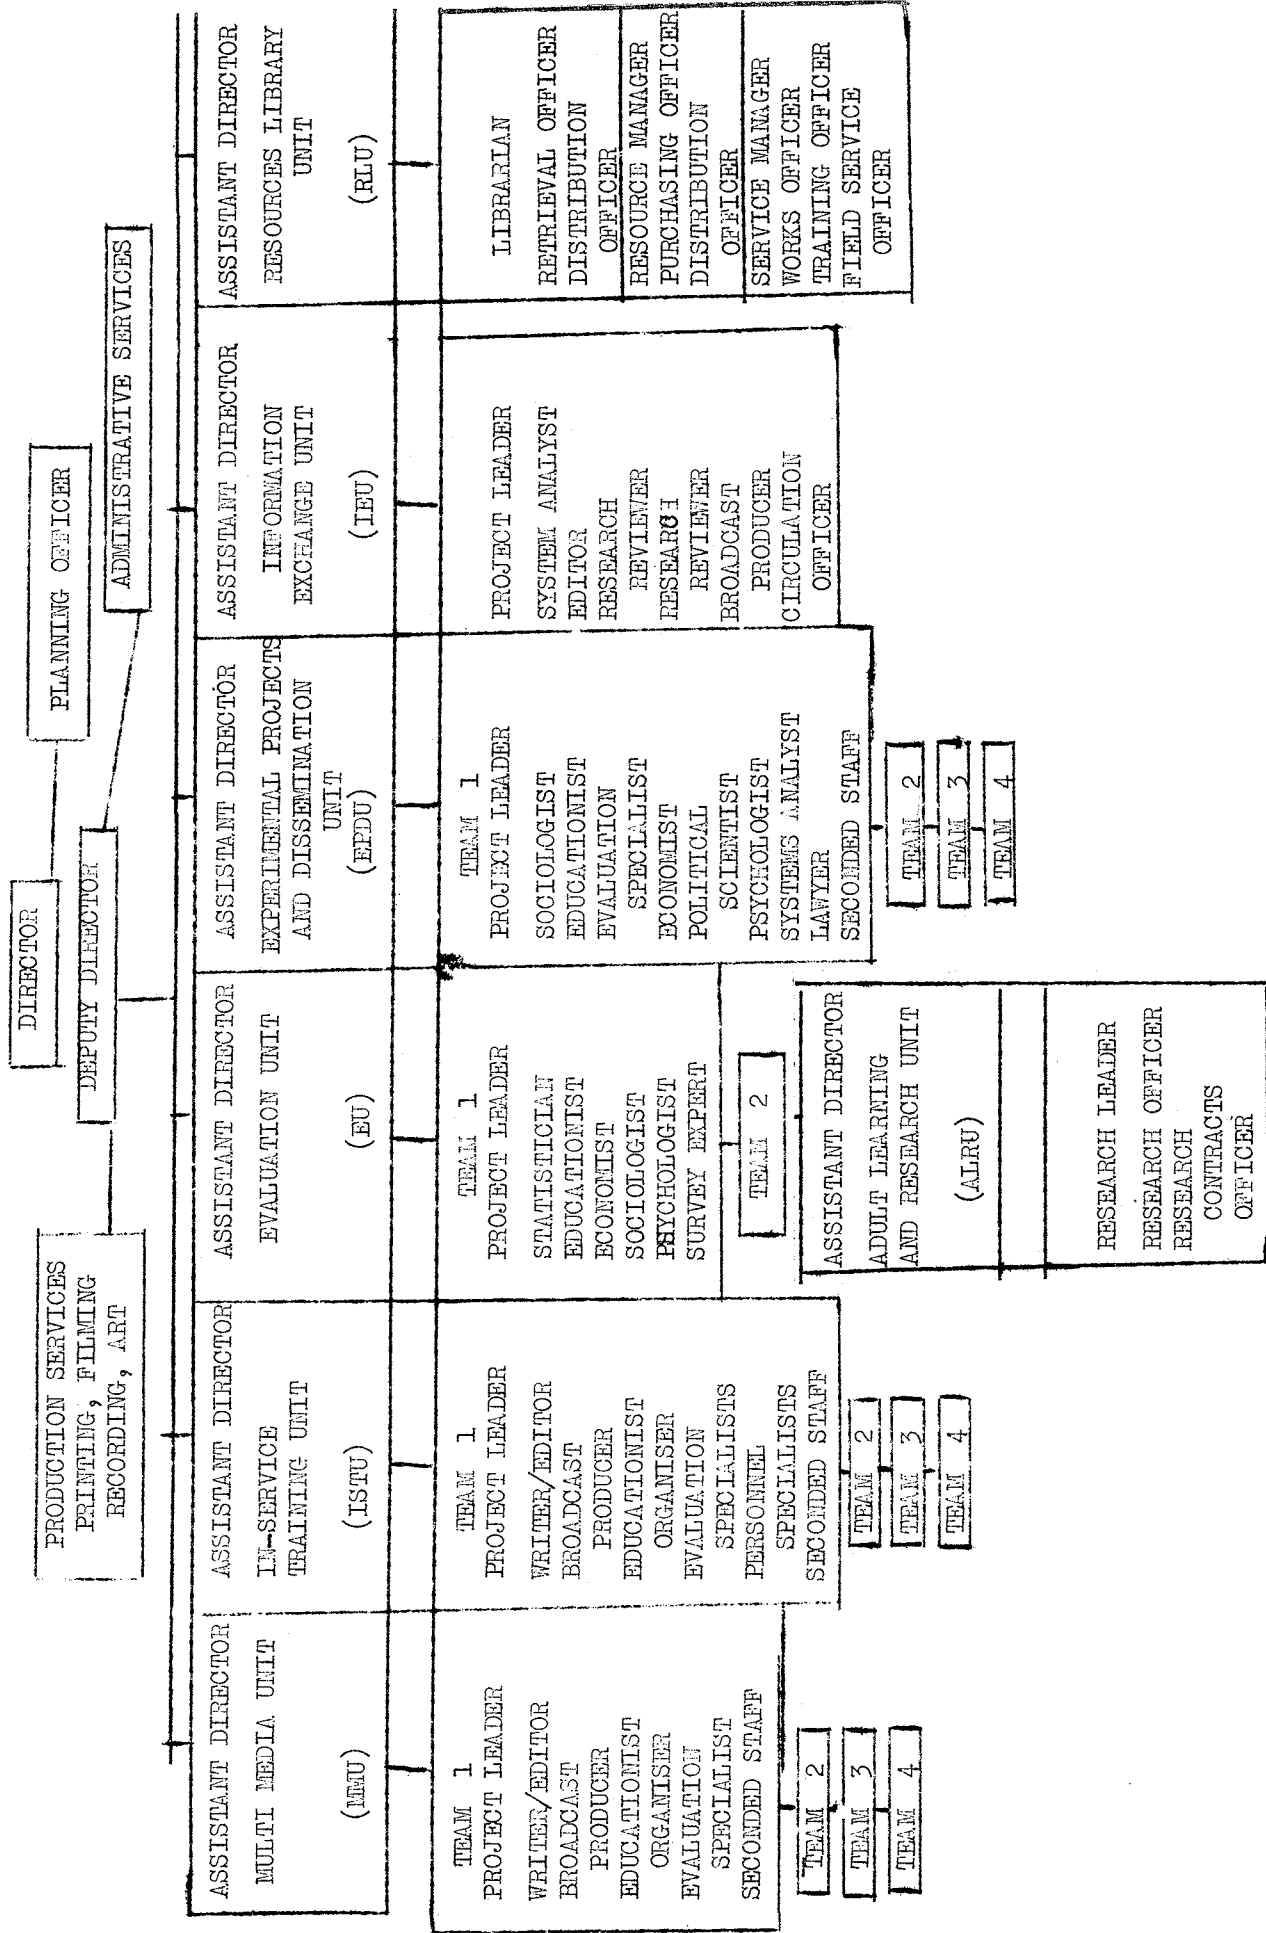 DIRECTOR
PLANNING OFFICER
DEPUTY DIRECTOR
ADMINISTRATIVE SERVICES
PRODUCTION SERVICES
PRINTING, FILMING
RECORDING, ART
ASSISTANT DIRECTOR
MULTI MEDIA UNIT
(MMU)
TEAM 1
PROJECT LEADER
WRITER/EDITOR
BROADCAST
PRODUCER
EDUCATIONIST
ORGANISER
EVALUATION
SPECIALIST
SECONDED STAFF
TEAM 2
TEAM 3
TEAM 4
ASSISTANT DIRECTOR
IN-SERVICE
TRAINING UNIT
(ISTU)
TEAM 1
PROJECT LEADER
WRITER/EDITOR
BROADCAST
PRODUCER
EDUCATIONIST
ORGANISER
EVALUATION
SPECIALISTS
PERSONNEL
SPECIALISTS
SECONDED STAFF
TEAM 2
TEAM 3
TEAM 4
ASSISTANT DIRECTOR
EVALUATION UNIT
(EU)
TEAM 1
PROJECT LEADER
STATISTICIAN
EDUCATIONIST
ECONOMIST
SOCIOLOGIST
PSYCHOLOGIST
SURVEY EXPERT
TEAM 2
ASSISTANT DIRECTOR
ADULT LEARNING
AND RESEARCH UNIT
(ALRU)
RESEARCH LEADER
RESEARCH OFFICER
RESEARCH
CONTRACTS
OFFICER
ASSISTANT DIRECTOR
EXPERIMENTAL PROJECTS
AND DISSEMINATION
UNIT
(EPDU)
TEAM 1
PROJECT LEADER
SOCIOLOGIST
EDUCATIONIST
EVALUATION
SPECIALIST
ECONOMIST
POLITICAL
SCIENTIST
PSYCHOLOGIST
SYSTEMS ANALYST
LAWYER
SECONDED STAFF
TEAM 2
TEAM 3
TEAM 4
ASSISTANT DIRECTOR
INFORMATION
EXCHANGE UNIT
(IEU)
PROJECT LEADER
SYSTEM ANALYST
EDITOR
RESEARCH
REVIEWER
RESEARCH
REVIEWER
BROADCAST
PRODUCER
CIRCULATION
OFFICER
ASSISTANT DIRECTOR
RESOURCES LIBRARY
UNIT
(RLU)
LIBRARIAN
RETRIEVAL OFFICER
DISTRIBUTION
OFFICER
RESOURCE MANAGER
PURCHASING OFFICER
DISTRIBUTION
OFFICER
SERVICE MANAGER
WORKS OFFICER
TRAINING OFFICER
FIELD SERVICE
OFFICER